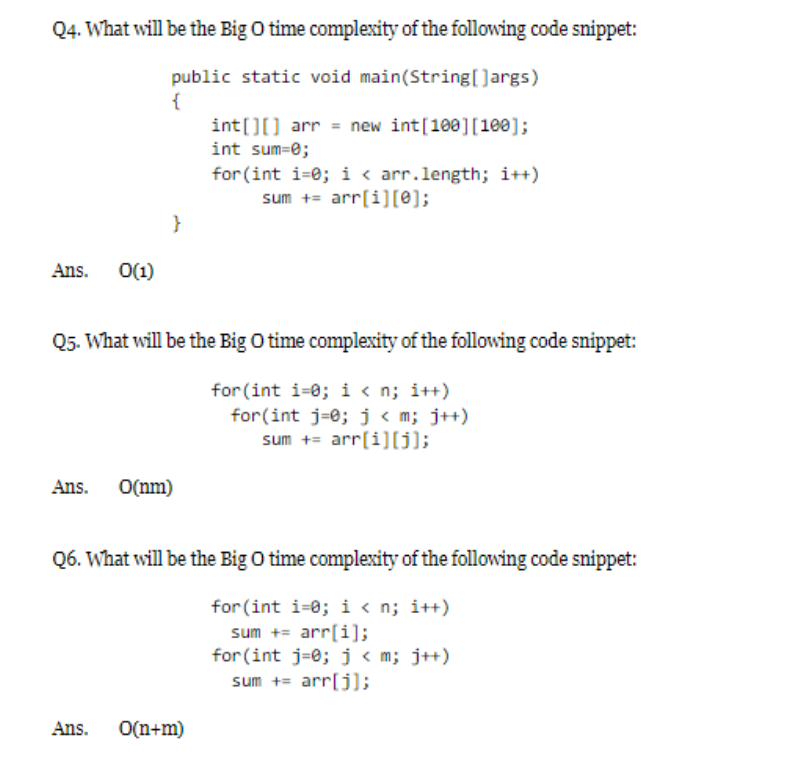 Q4. What will be the Big O time complexity of the following code snippet:
public static void main(String[]args)
{
int[][] arr = new int[100][100];
int sum=0;
for(int i=0; i < arr.length; i++)
sum += arr[i][0];
}
Ans. O(1)
Q5. What will be the Big O time complexity of the following code snippet:
for(int i=0; i < n; i++)
for(int j=0; j < m; j++)
sum += arr[i][j];
Ans. O(nm)
Q6. What will be the Big O time complexity of the following code snippet:
for(int i=0; i < n; i++)
sum += arr[i];
for(int j=0; j < m; j++)
sum += arr[j];
Ans. O(n+m)